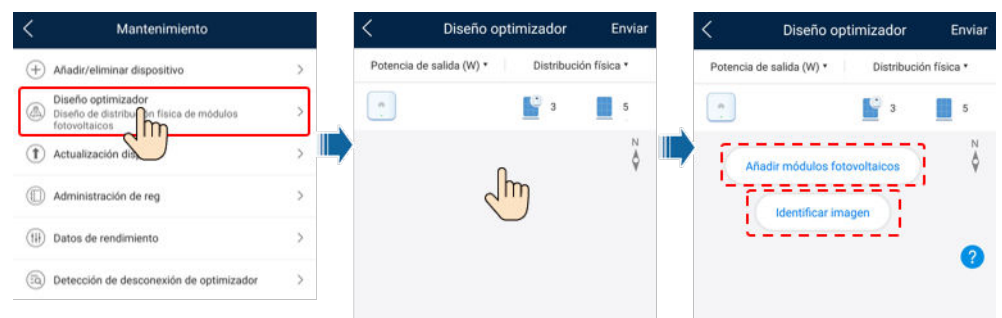 Mantenimiento
Añadir/eliminar dispositivo
Diseño optimizador
Diseño de distribución física de módulos
fotovoltaicos
Actualización
Administración de reg
Datos de rendimiento
Detección de desconexión de optimizador
Diseño optimizador Enviar
Potencia de salida (W) Distribución física
3 5
N
Diseño optimizador Enviar
Potencia de salida (W) Distribución física
3 5
N
Añadir módulos fotovoltaicos
Identificar imagen
?